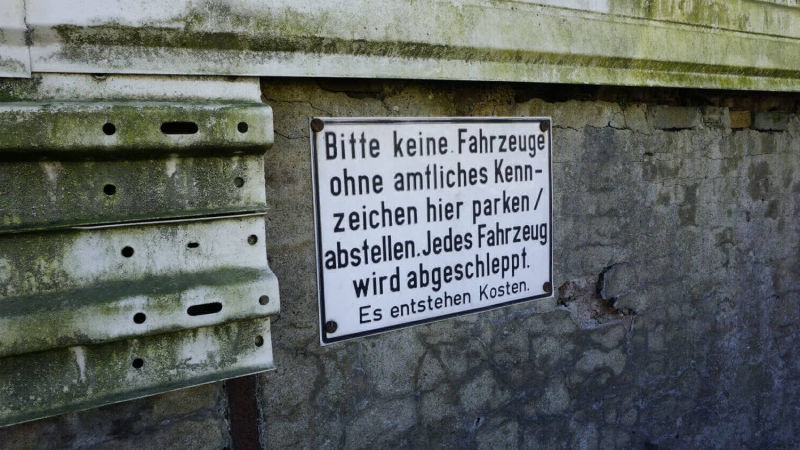 Bitte keine Fahrzeuge
ohne amtliches Kenn-
zeichen hier parken/
abstellen. Jedes Fahrzeug
wird abgeschleppt.
Es entstehen Kosten.